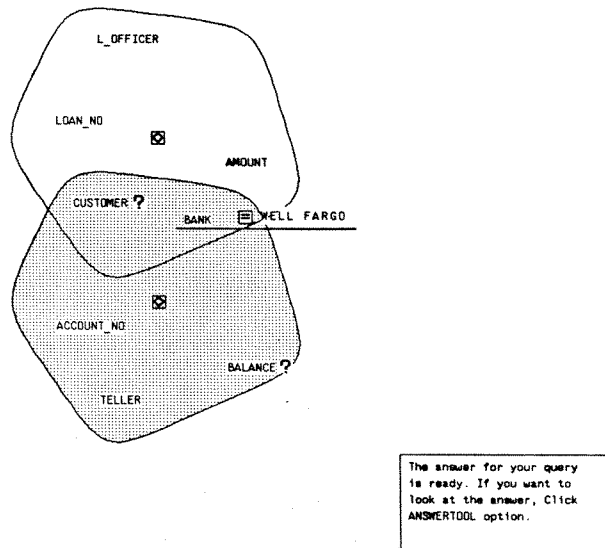 L_OFFICER
LOAN_NO
AMOUNT
CUSTOMER ?
BANK = WELL FARGO
ACCOUNT_NO
BALANCE ?
TELLER
The answer for your query
is ready. If you want to
look at the answer, Click
ANSWERTOOL option.